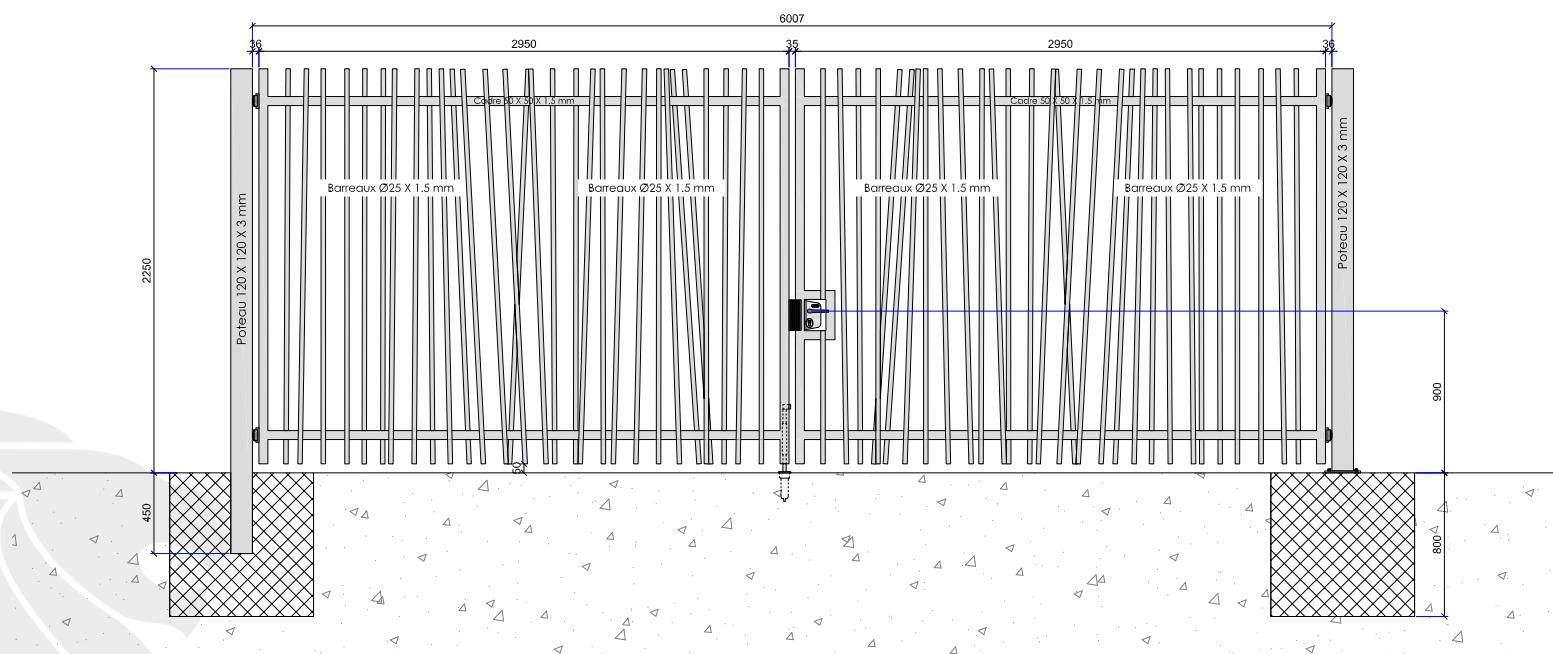 6007
36
2950
35
2950
36
Cadre 50 X 50 X 1.5 mm
Cadre 50 X 50 X 1.5 mm
Barreaux Ø25 X 1.5 mm
Barreaux Ø25 X 1.5 mm
Barreaux Ø25 X 1.5 mm
Barreaux Ø25 X 1.5 mm
Poteau 120 X 120 X 3 mm
Poteau 120 X 120 X 3 mm
2250
900
50
450
800